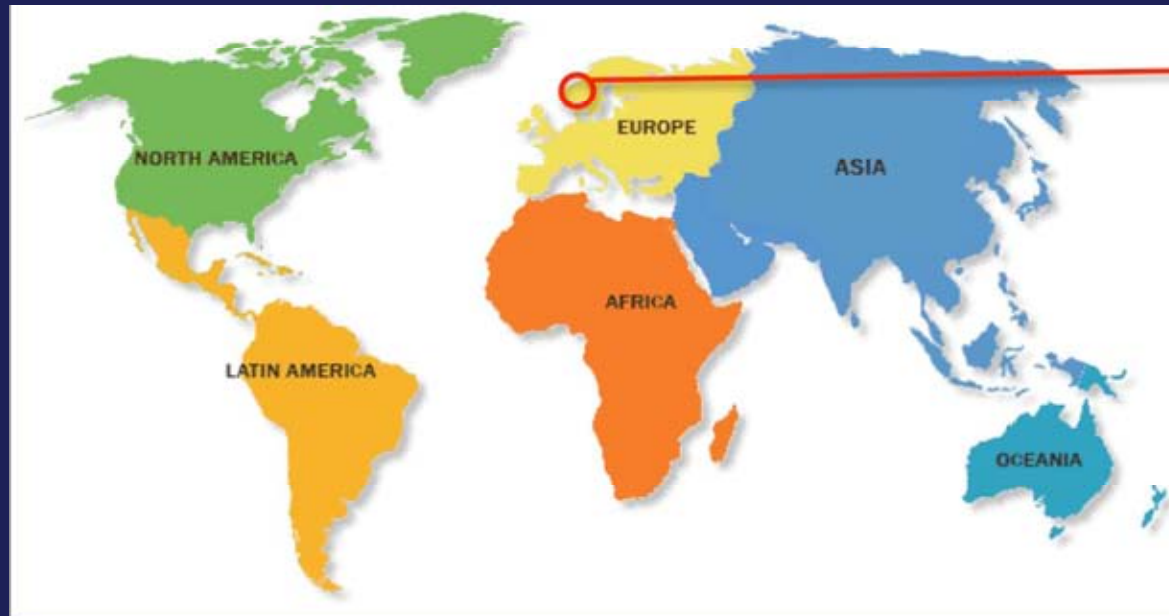 NORTH AMERICA
EUROPE
ASIA
AFRICA
LATIN AMERICA
OCEANIA